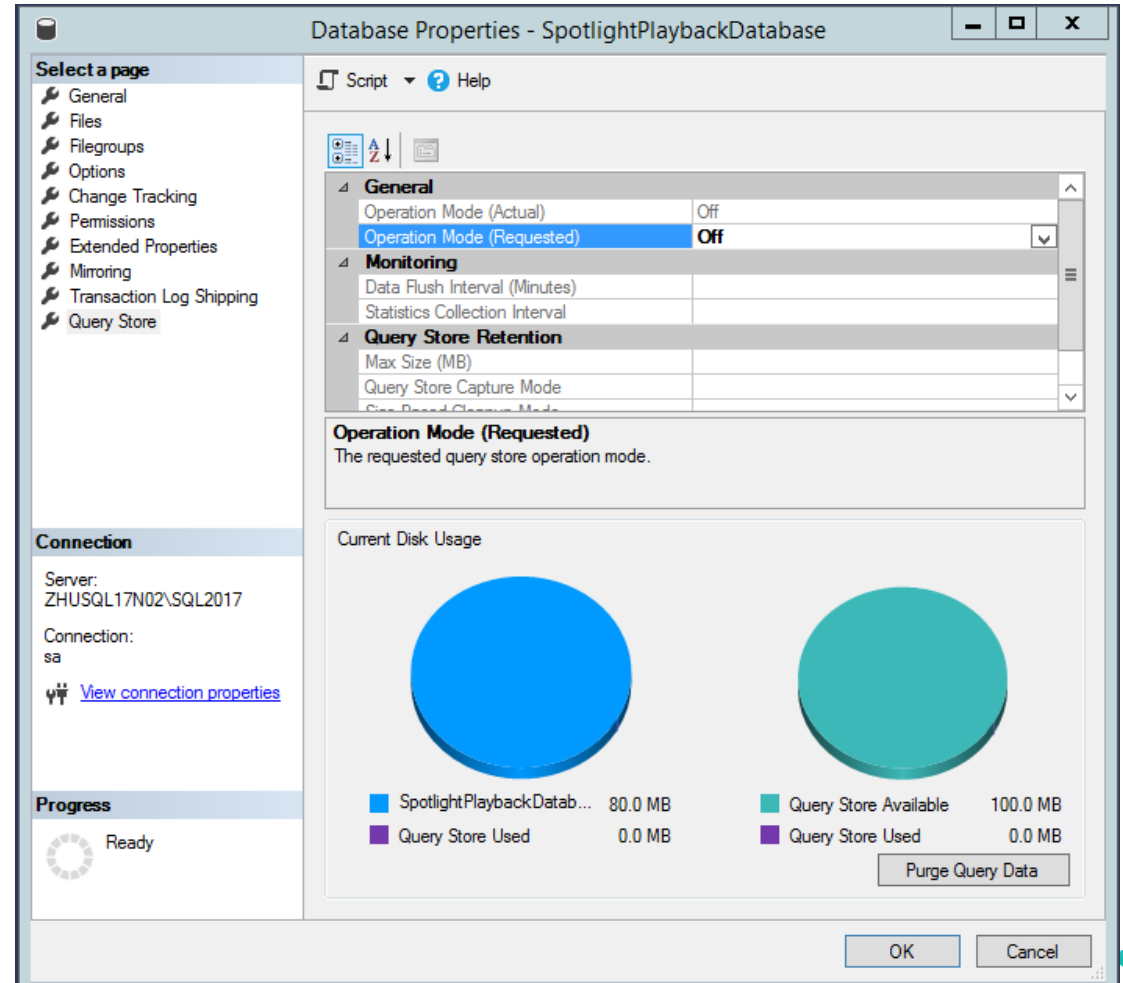 Database Properties - SpotlightPlaybackDatabase
Select a page
General
Files
Filegroups
Options
Change Tracking
Permissions
Extended Properties
Mirroring
Transaction Log Shipping
Query Store
Connection
Server:
ZHUSQL17N02\SQL2017
Connection:
sa
View connection properties
Progress
Ready
Script Help
General
Operation Mode (Actual) Off
Operation Mode (Requested) Off
Monitoring
Data Flush Interval (Minutes)
Statistics Collection Interval
Query Store Retention
Max Size (MB)
Query Store Capture Mode
Size Based Cleanup Mode
Operation Mode (Requested)
The requested query store operation mode.
Current Disk Usage
SpotlightPlaybackDatab... 80.0 MB
Query Store Used 0.0 MB
Query Store Available 100.0 MB
Query Store Used 0.0 MB
Purge Query Data
OK Cancel